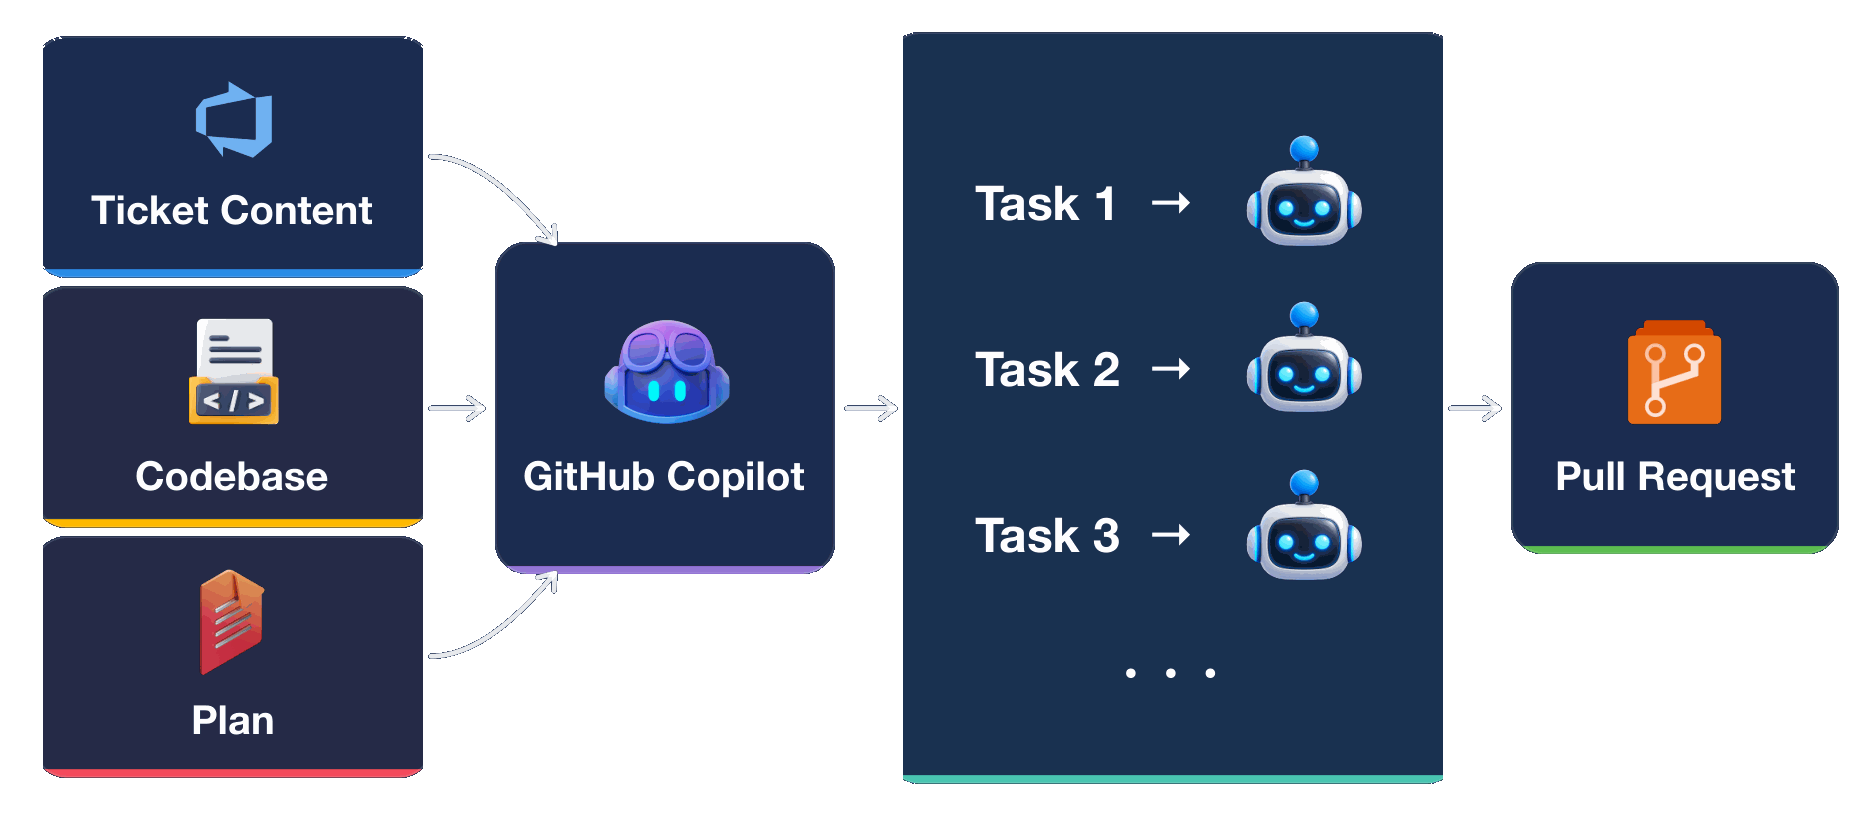 Ticket Content
</>
Codebase
Plan
GitHub Copilot
Task 1 →
Task 2 →
Task 3 →
. . .
Pull Request